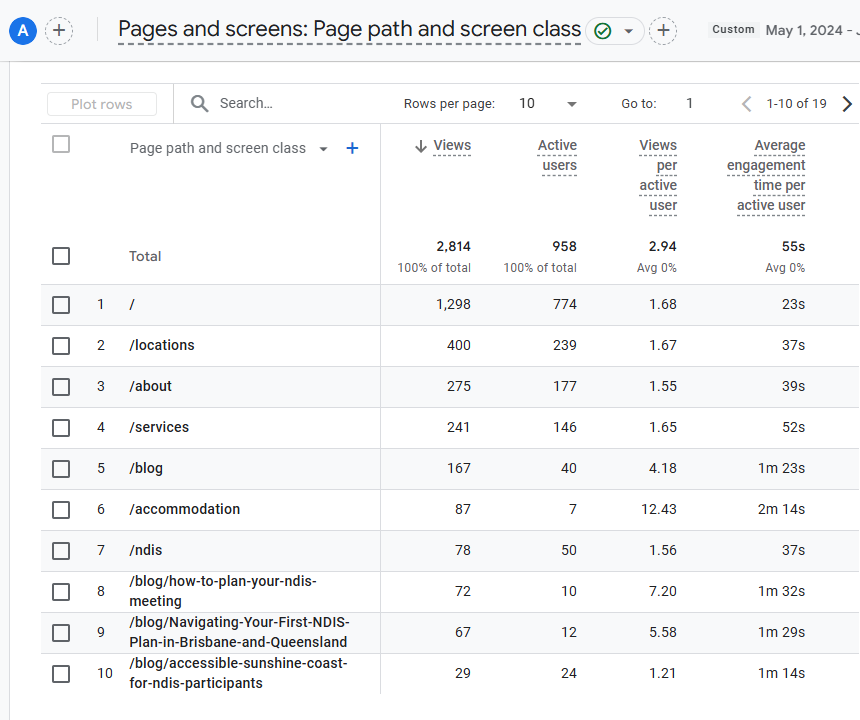 A
Pages and screens: Page path and screen class
Custom May 1, 2024 -
Plot rows
Search...
Rows per page: 10
Go to: 1
1-10 of 19
Page path and screen class
Views
Active users
Views per active user
Average engagement time per active user
Total 2,814 958 2.94 55s
100% of total 100% of total Avg 0% Avg 0%
1 / 1,298 774 1.68 23s
2 /locations 400 239 1.67 37s
3 /about 275 177 1.55 39s
4 /services 241 146 1.65 52s
5 /blog 167 40 4.18 1m 23s
6 /accommodation 87 7 12.43 2m 14s
7 /ndis 78 50 1.56 37s
8 /blog/how-to-plan-your-ndis-
meeting 72 10 7.20 1m 32s
9 /blog/Navigating-Your-First-NDIS-
Plan-in-Brisbane-and-Queensland 67 12 5.58 1m 29s
10 /blog/accessible-sunshine-coast-
for-ndis-participants 29 24 1.21 1m 14s